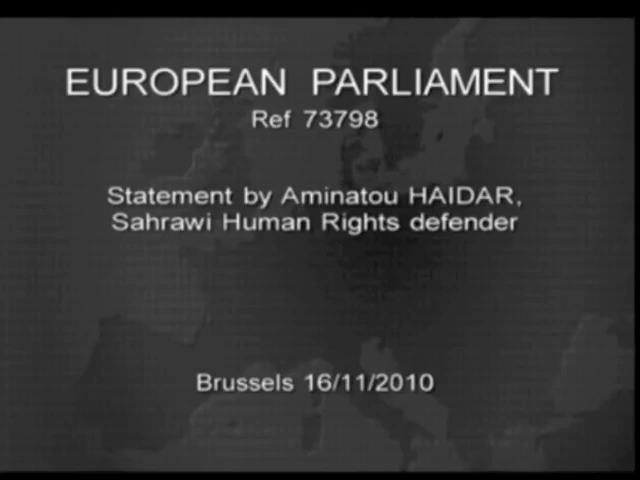 EUROPEAN PARLIAMENT
Ref 73798
Statement by Aminatou HAIDAR,
Sahrawi Human Rights defender
Brussels 16/11/2010